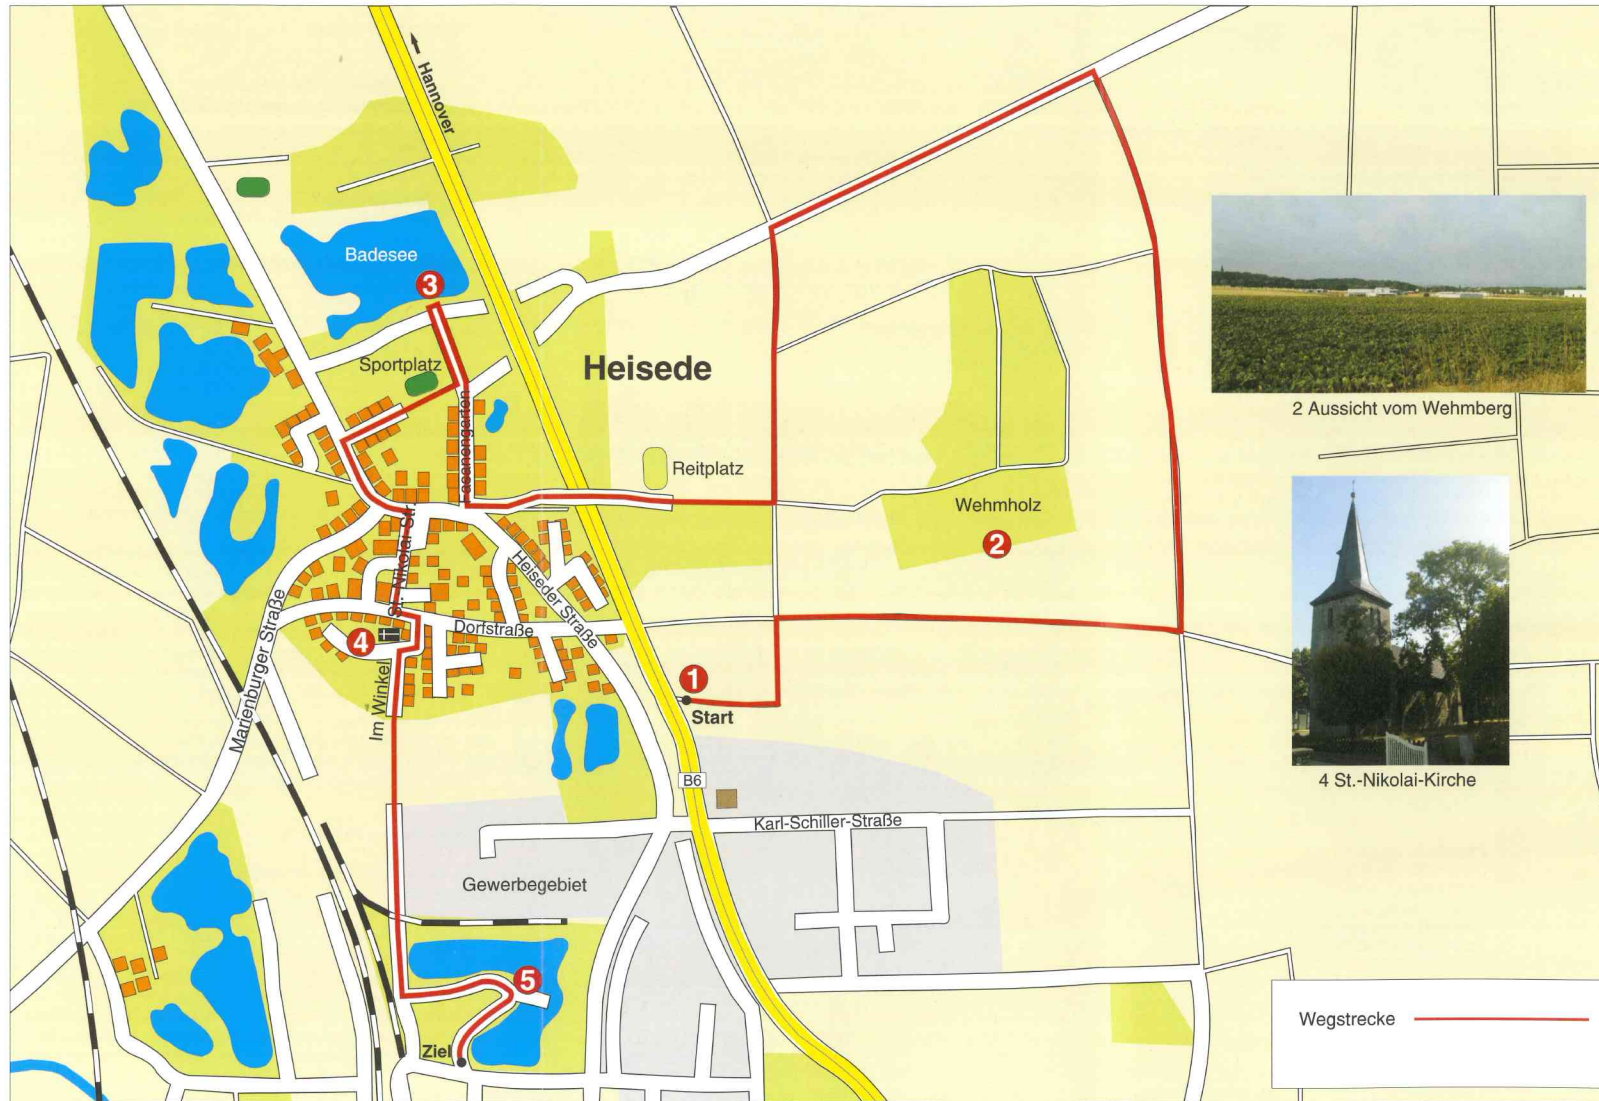 Hannover
Badesee
3
Sportplatz
Heisede
Fasanengarten
Reitplatz
2 Aussicht vom Wehmberg
Wehmholz
2
St.-Nikolai Str.
Heiseder Straße
Marienburger Straße
Dorfstraße
4
Im Winkel
1
Start
B6
4 St.-Nikolai-Kirche
Karl-Schiller-Straße
Gewerbegebiet
5
Wegstrecke
Ziel